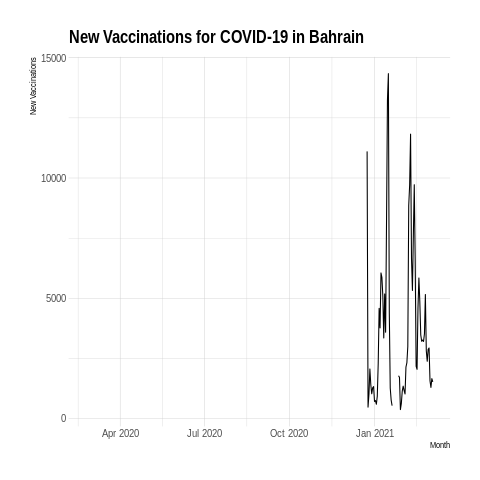 New Vaccinations for COVID-19 in Bahrain
New Vaccinations
15000
10000
5000
0
Apr 2020
Jul 2020
Oct 2020
Jan 2021
Month